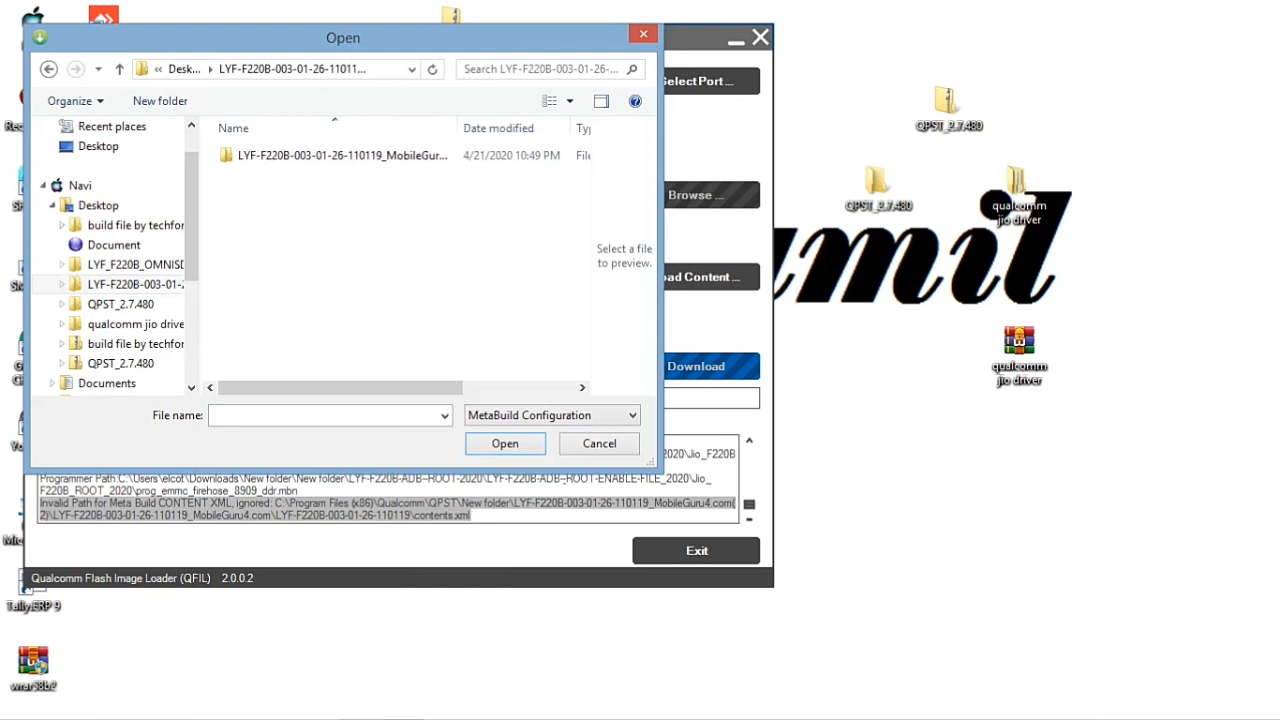 Open
Desk...
LYF-F220B-003-01-26-11011...
Search LYF-F220B-003-01-26-...
Organize
New folder
Name
Date modified
LYF-F220B-003-01-26-110119_MobileGur...
4/21/2020 10:49 PM
Select a file
to preview.
Recent places
Desktop
Navi
Desktop
build file by techfor
Document
LYF_F220B_OMNISD
LYF-F220B-003-01-2
QPST_2.7.480
qualcomm jio drive
build file by techfor
QPST_2.7.480
Documents
File name:
MetaBuild Configuration
Open
Cancel
Select Port ...
Browse ...
Load Content ...
Download
Programmer Path:C:\Users\elcot\Downloads\New folder\New folder\LYF-F220B-ADB-ROOT-2020\LYF-F220B-ADB-ROOT-ENABLE-FILE_2020\Jio_
F220B_ROOT_2020\prog_emmc_firehose_8909_ddr.mbn
Invalid Path for Meta Build CONTENT XML, ignored: C:\Program Files (x86)\Qualcomm\QPST\New folder\LYF-F220B-003-01-26-110119_MobileGuru4.com(
2)\LYF-F220B-003-01-26-110119_MobileGuru4.com\LYF-F220B-003-01-26-110119\contents.xml
Exit
Qualcomm Flash Image Loader (QFIL) 2.0.0.2
Tally.ERP 9
wrar58b2
QPST_2.7.480
QPST_2.7.480
qualcomm
jio driver
qualcomm
jio driver